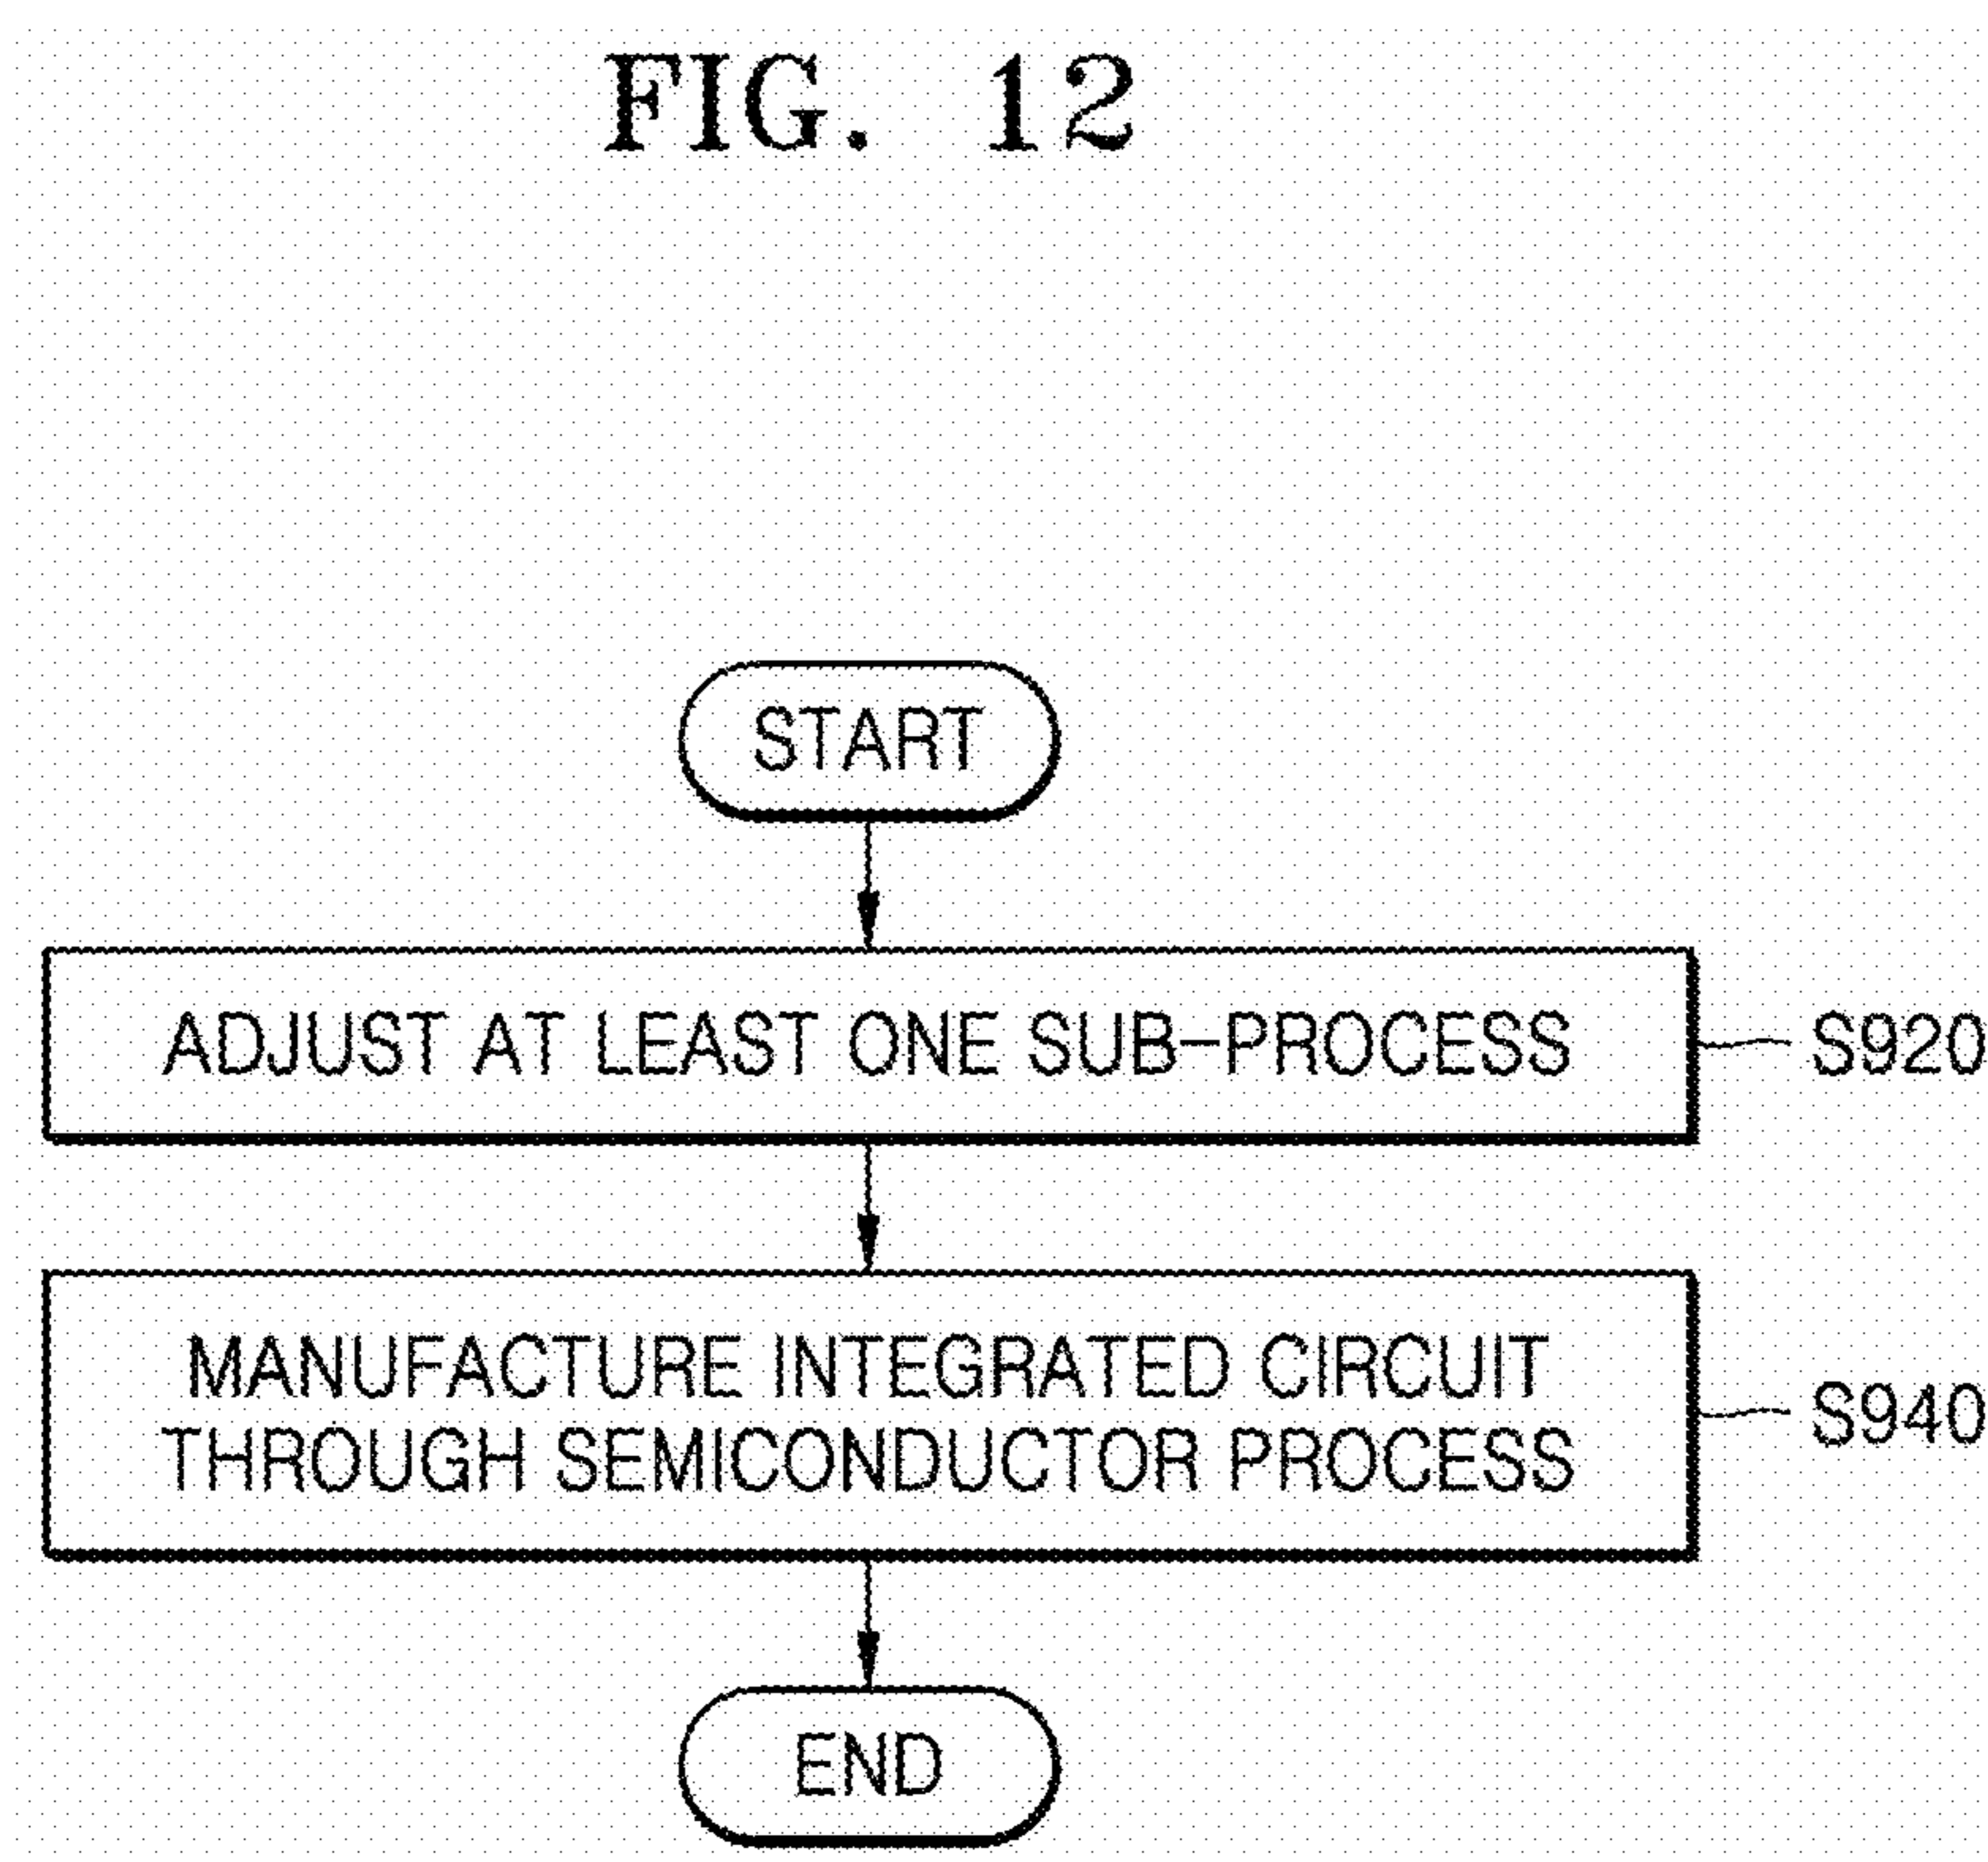 FIG. 12
START
ADJUST AT LEAST ONE SUB-PROCESS
S920
MANUFACTURE INTEGRATED CIRCUIT
THROUGH SEMICONDUCTOR PROCESS
S940
END